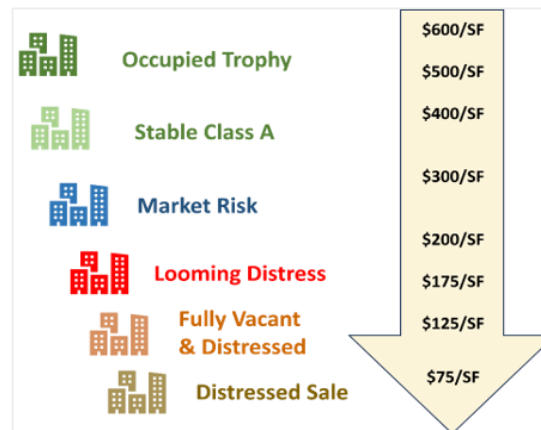 $600/SF
Occupied Trophy
$500/SF
$400/SF
Stable Class A
$300/SF
Market Risk
$200/SF
Looming Distress
$175/SF
Fully Vacant
& Distressed
$125/SF
$75/SF
Distressed Sale